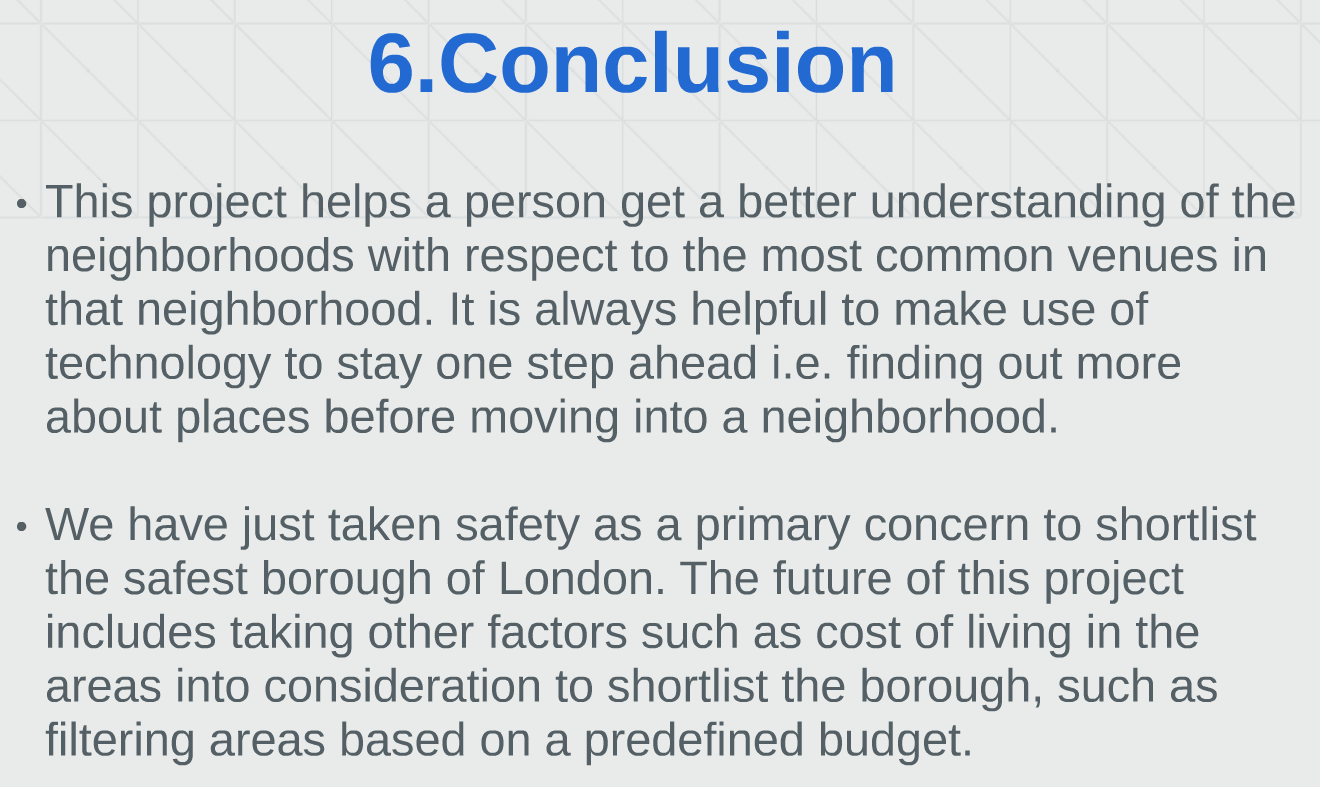 6.Conclusion
• This project helps a person get a better understanding of the
neighborhoods with respect to the most common venues in
that neighborhood. It is always helpful to make use of
technology to stay one step ahead i.e. finding out more
about places before moving into a neighborhood.
• We have just taken safety as a primary concern to shortlist
the safest borough of London. The future of this project
includes taking other factors such as cost of living in the
areas into consideration to shortlist the borough, such as
filtering areas based on a predefined budget.